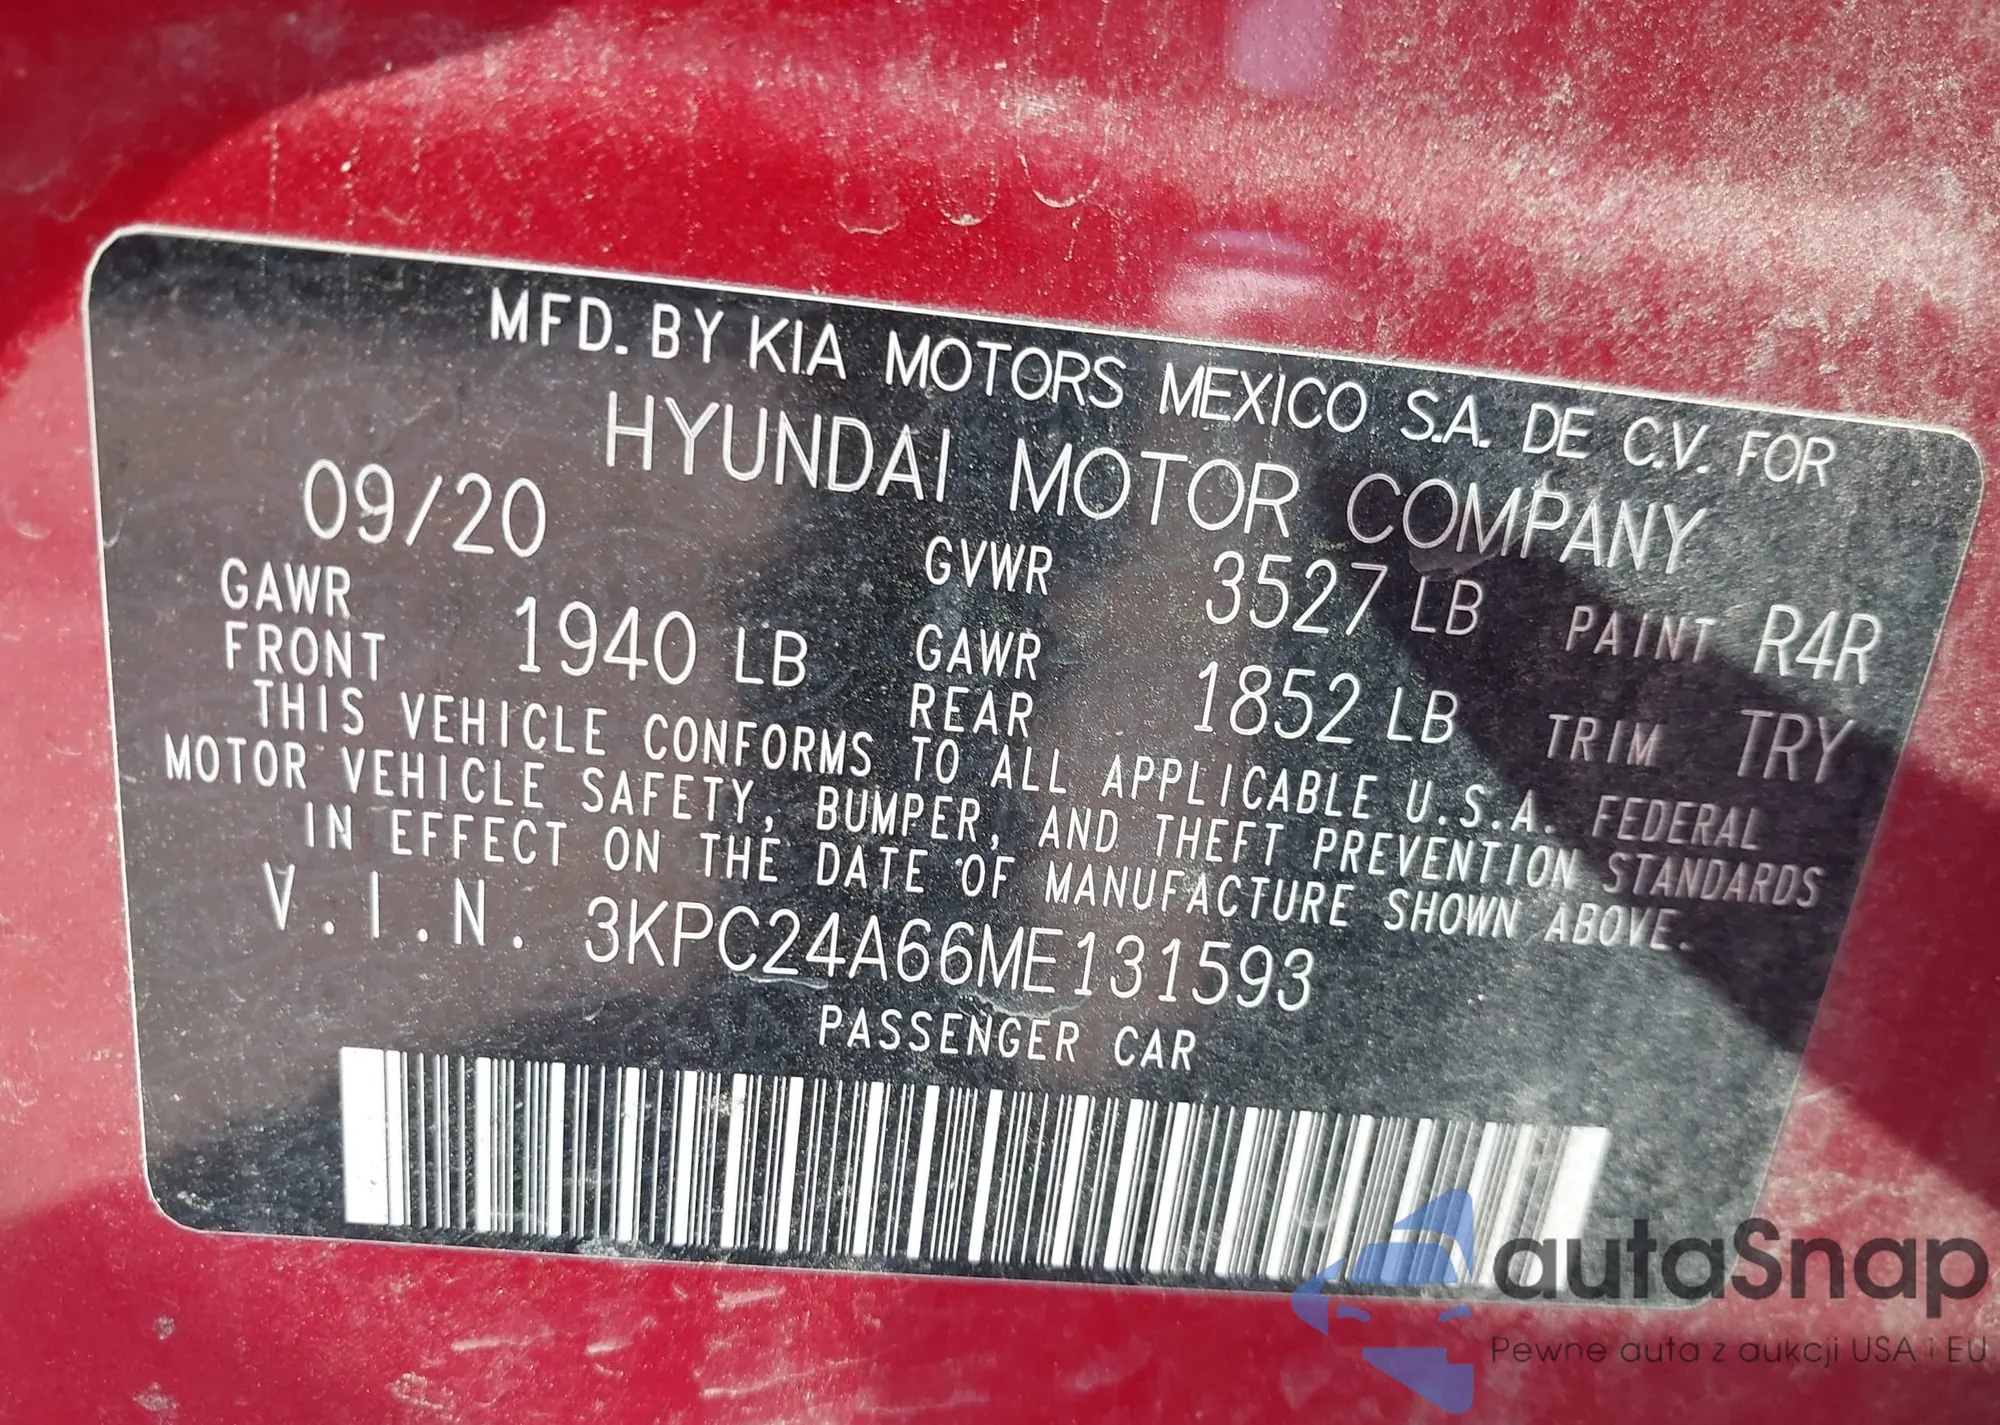 MFD. BY KIA MOTORS MEXICO S.A. DE C.V. FOR
HYUNDAI MOTOR COMPANY
09/20
GVWR 3527 LB PAINT R4R
GAWR FRONT 1940 LB
GAWR REAR 1852 LB TRIM TRY
THIS VEHICLE CONFORMS TO ALL APPLICABLE U.S.A. FEDERAL
MOTOR VEHICLE SAFETY, BUMPER, AND THEFT PREVENTION STANDARDS
IN EFFECT ON THE DATE OF MANUFACTURE SHOWN ABOVE.
V.I.N. 3KPC24A66ME131593
PASSENGER CAR
autaSnap
Pewne auta z aukcji USA i EU